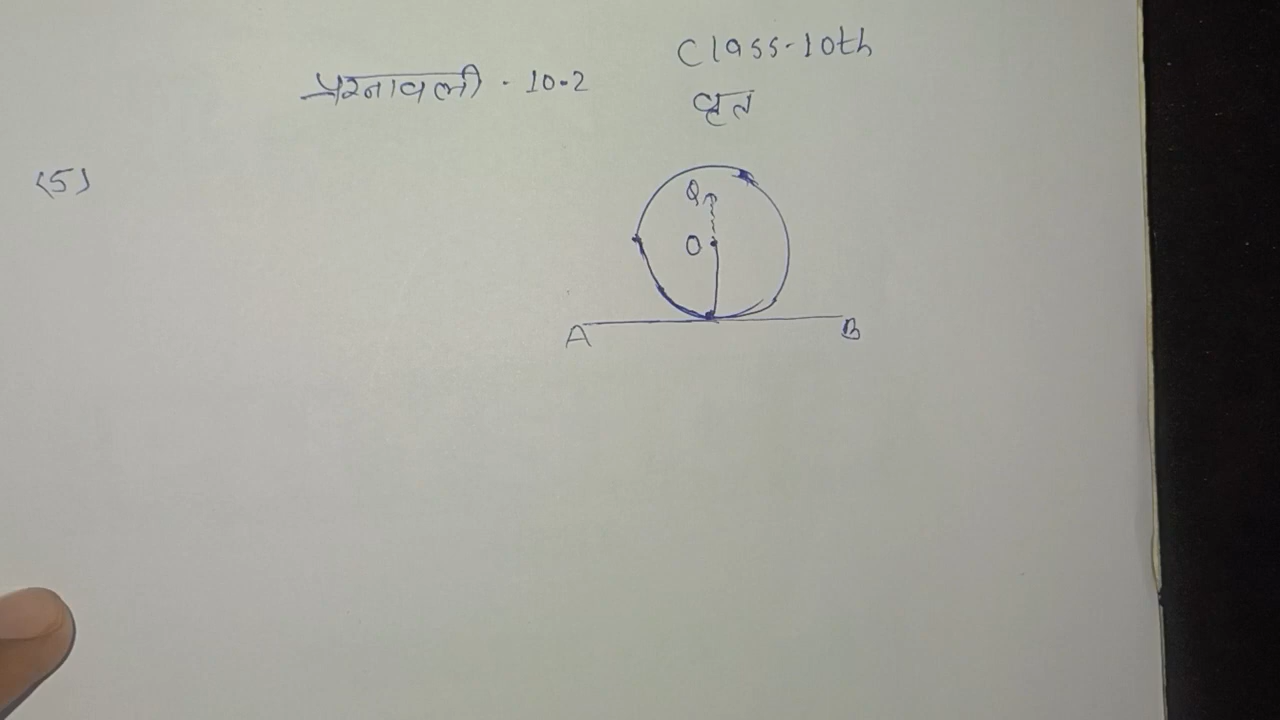 Class-10th
प्रश्नावली - 10.2
वृत
(5)
Q
O
A
B